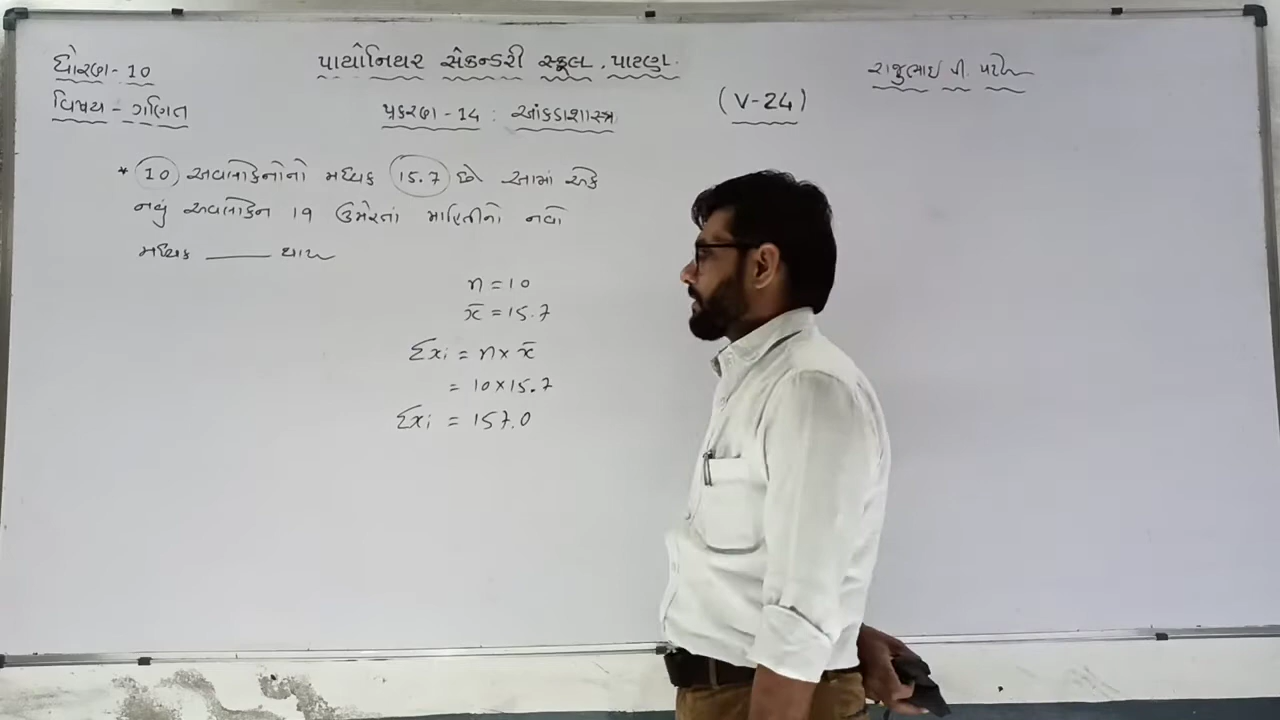 ધોરણ - 10
વિષય - ગણિત
પાયોનિયર સેકન્ડરી સ્કૂલ, પાટણ.
પ્રકરણ - 14 : આંકડાશાસ્ત્ર
(V-24)
રાજુભાઇ વી. પટેલ
* 10 અવલોકનોનો મધ્યક 15.7 છે આમાં એક
નવું અવલોકન 19 ઉમેરતાં માહિતીનો નવો
મધ્યક ____ થાય
n = 10
x̄ = 15.7
Σxi = n × x̄
= 10 × 15.7
Σxi = 157.0